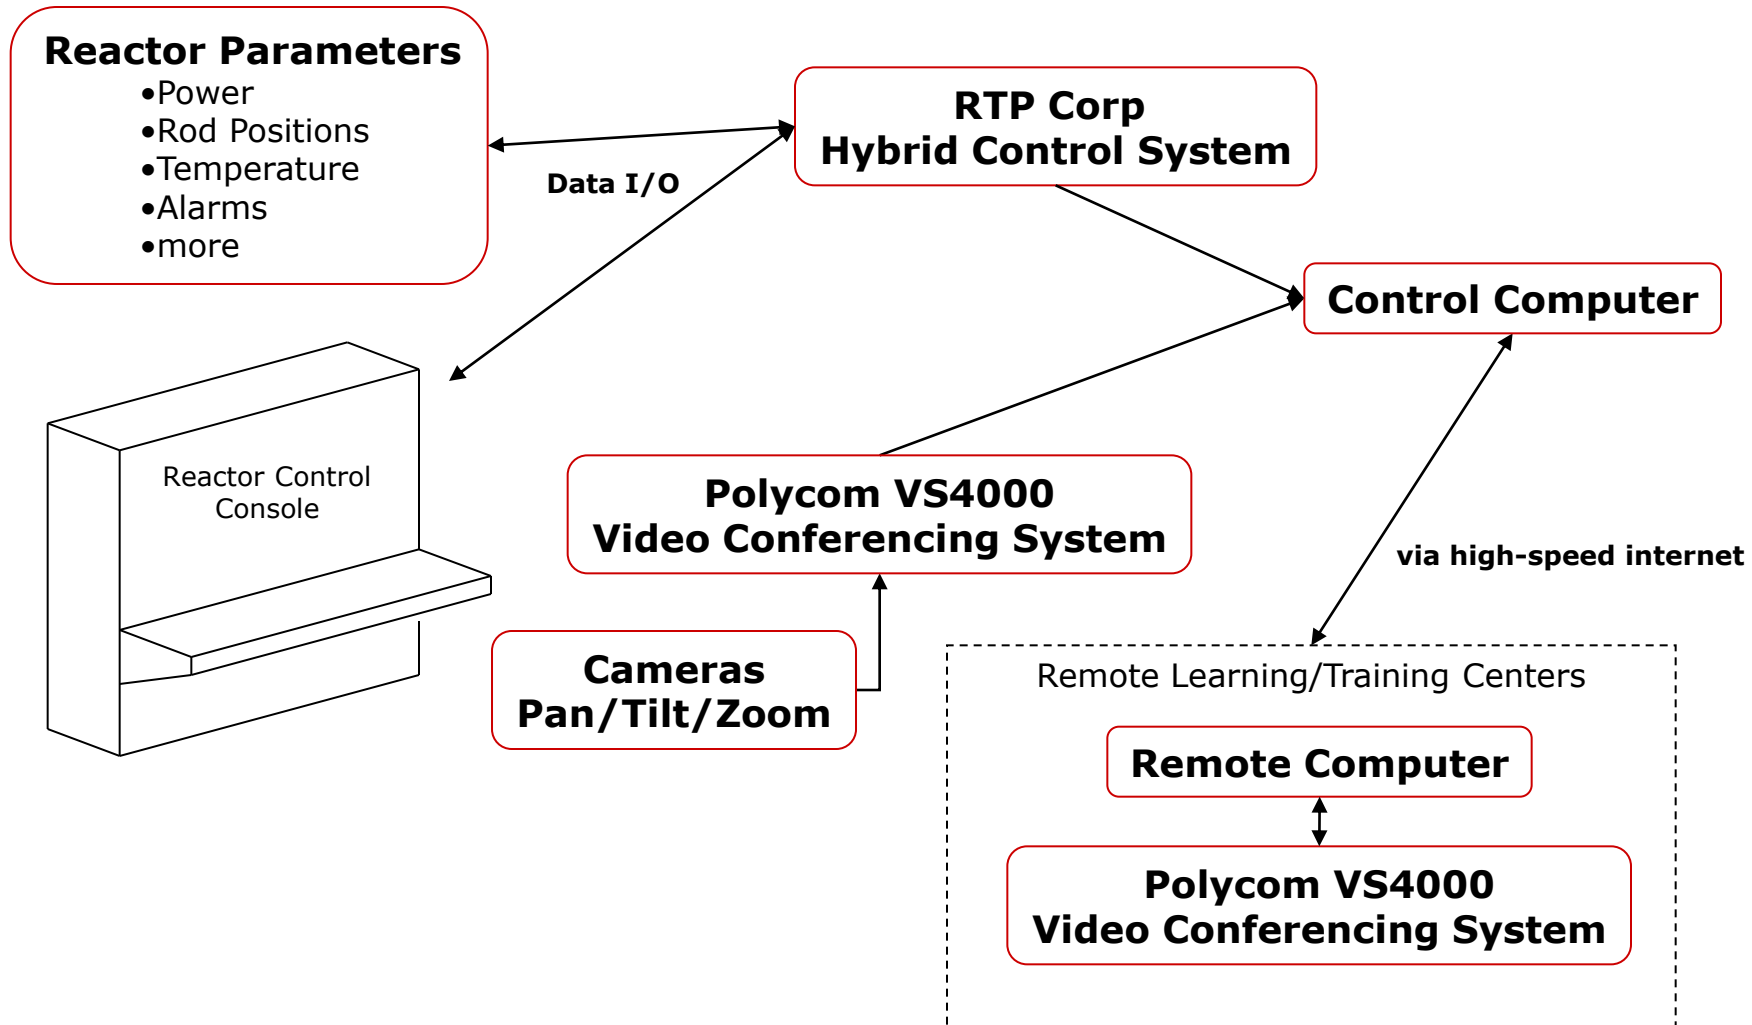 Reactor Parameters
•Power
•Rod Positions
•Temperature
•Alarms
•more
RTP Corp
Hybrid Control System
Data I/O
Control Computer
Reactor Control
Console
Polycom VS4000
Video Conferencing System
via high-speed internet
Cameras
Pan/Tilt/Zoom
Remote Learning/Training Centers
Remote Computer
Polycom VS4000
Video Conferencing System